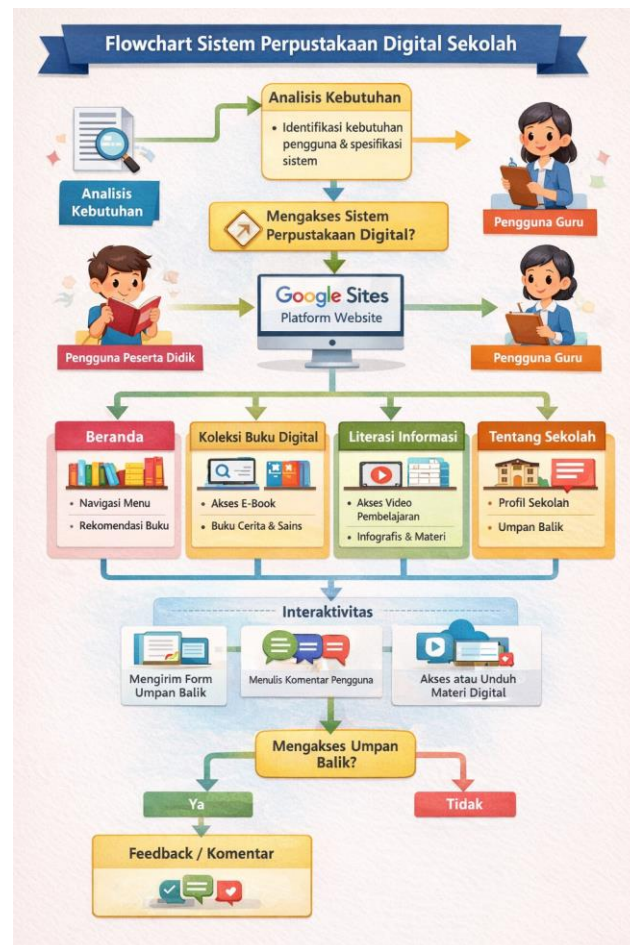 Flowchart Sistem Perpustakaan Digital Sekolah
Analisis Kebutuhan
• Identifikasi kebutuhan
pengguna & spesifikasi
sistem
Analisis
Kebutuhan
Pengguna Guru
Mengakses Sistem
Perpustakaan Digital?
Google Sites
Platform Website
Pengguna Peserta Didik
Pengguna Guru
Beranda
• Navigasi Menu
• Rekomendasi Buku
Koleksi Buku Digital
• Akses E-Book
• Buku Cerita & Sains
Literasi Informasi
• Akses Video
Pembelajaran
• Infografis & Materi
Tentang Sekolah
• Profil Sekolah
• Umpan Balik
Interaktivitas
Mengirim Form
Umpan Balik
Menulis Komentar Pengguna
Akses atau Unduh
Materi Digital
Mengakses Umpan
Balik?
Ya
Tidak
Feedback / Komentar